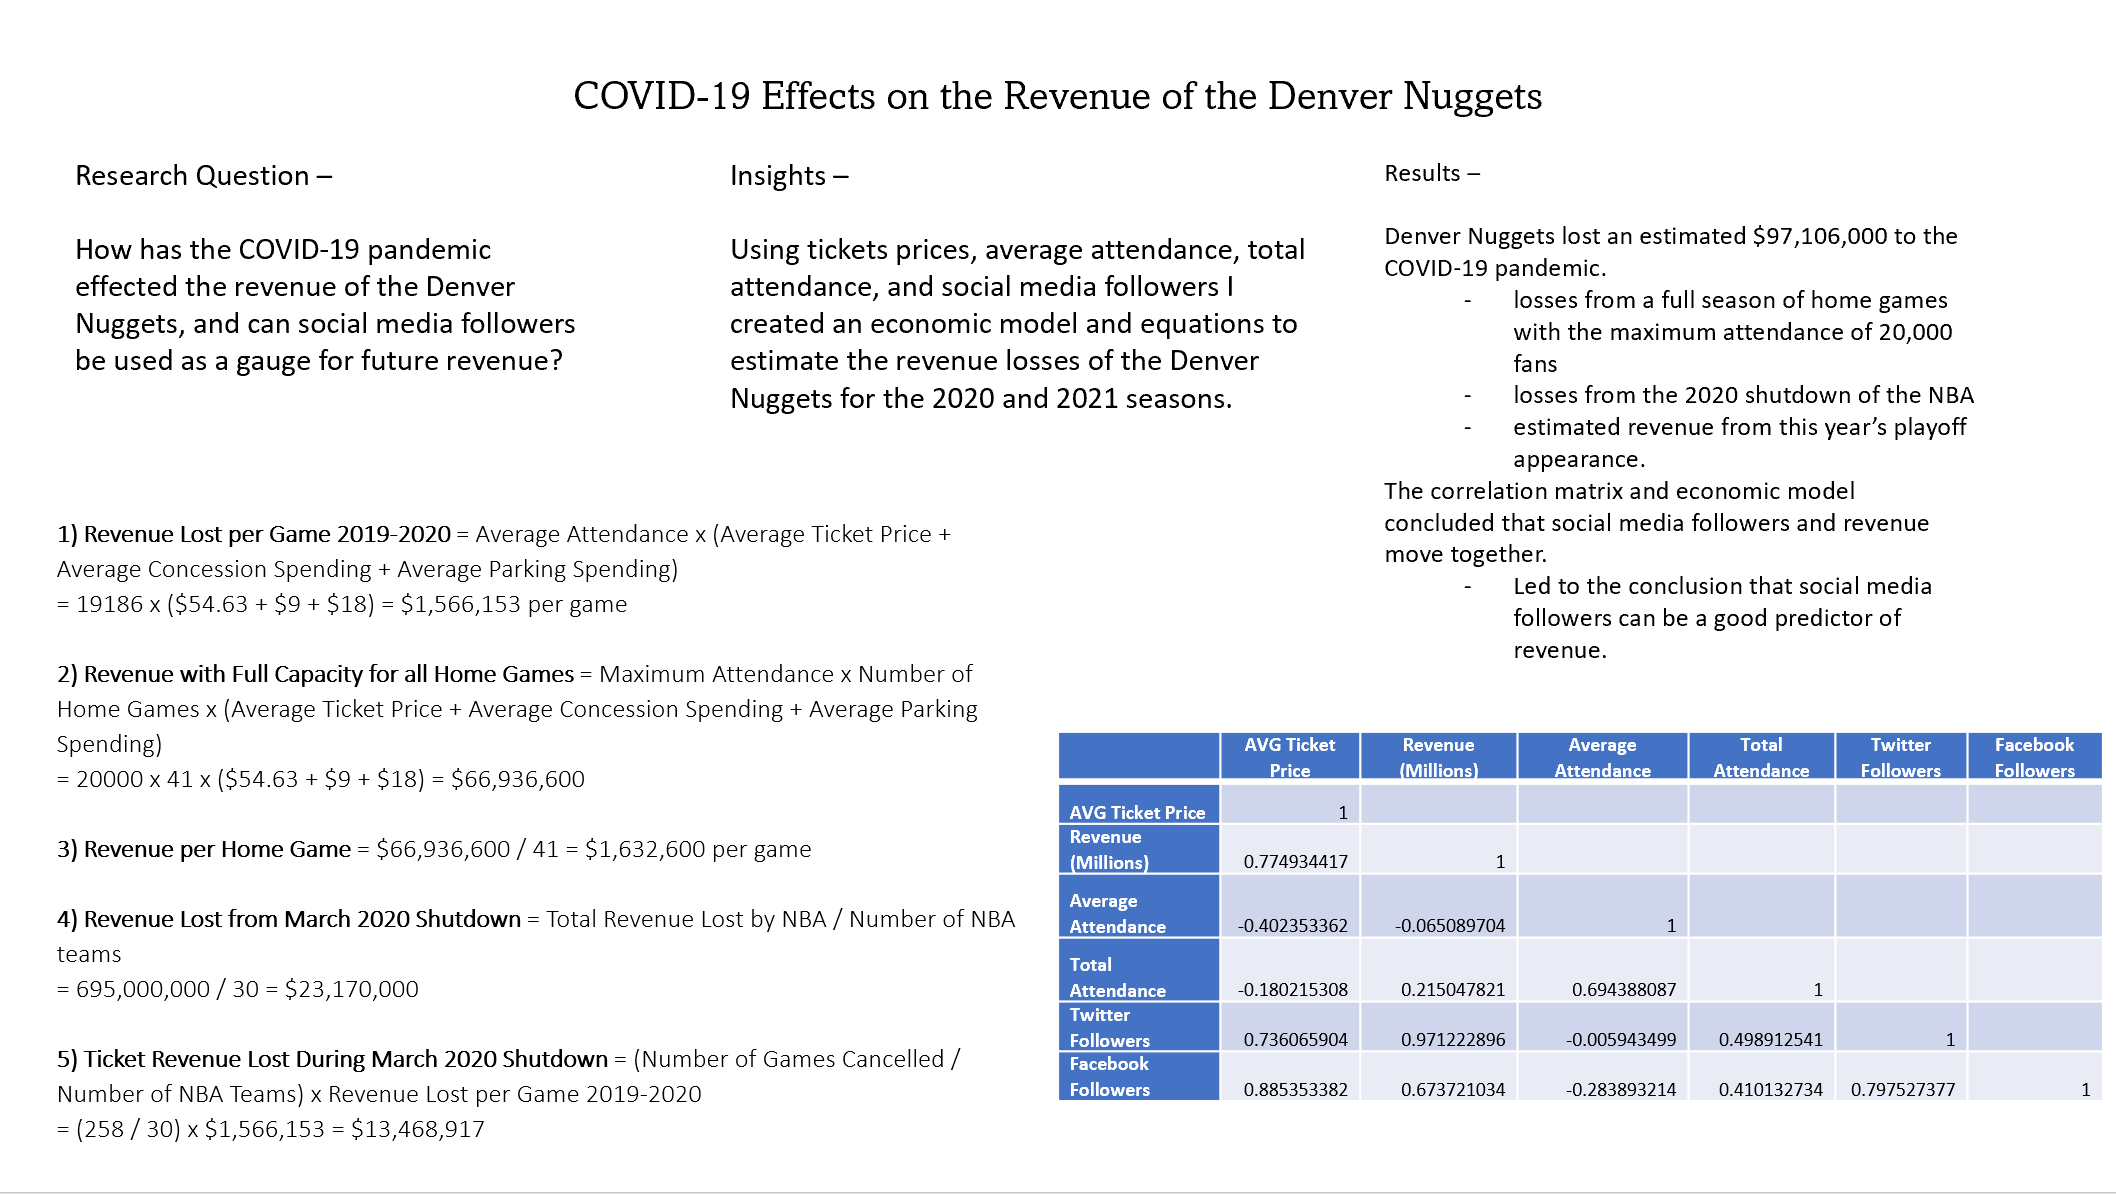 COVID-19 Effects on the Revenue of the Denver Nuggets
Research Question –
How has the COVID-19 pandemic
effected the revenue of the Denver
Nuggets, and can social media followers
be used as a gauge for future revenue?
Insights –
Using tickets prices, average attendance, total
attendance, and social media followers I
created an economic model and equations to
estimate the revenue losses of the Denver
Nuggets for the 2020 and 2021 seasons.
Results –
Denver Nuggets lost an estimated $97,106,000 to the
COVID-19 pandemic.
- losses from a full season of home games
with the maximum attendance of 20,000
fans
- losses from the 2020 shutdown of the NBA
- estimated revenue from this year’s playoff
appearance.
The correlation matrix and economic model
concluded that social media followers and revenue
move together.
- Led to the conclusion that social media
followers can be a good predictor of
revenue.
1) Revenue Lost per Game 2019-2020 = Average Attendance x (Average Ticket Price +
Average Concession Spending + Average Parking Spending)
= 19186 x ($54.63 + $9 + $18) = $1,566,153 per game
2) Revenue with Full Capacity for all Home Games = Maximum Attendance x Number of
Home Games x (Average Ticket Price + Average Concession Spending + Average Parking
Spending)
= 20000 x 41 x ($54.63 + $9 + $18) = $66,936,600
3) Revenue per Home Game = $66,936,600 / 41 = $1,632,600 per game
4) Revenue Lost from March 2020 Shutdown = Total Revenue Lost by NBA / Number of NBA
teams
= 695,000,000 / 30 = $23,170,000
5) Ticket Revenue Lost During March 2020 Shutdown = (Number of Games Cancelled /
Number of NBA Teams) x Revenue Lost per Game 2019-2020
= (258 / 30) x $1,566,153 = $13,468,917
AVG Ticket Price Revenue (Millions) Average Attendance Total Attendance Twitter Followers Facebook Followers
AVG Ticket Price 1
Revenue (Millions) 0.774934417 1
Average Attendance -0.402353362 -0.065089704 1
Total Attendance -0.180215308 0.215047821 0.694388087 1
Twitter Followers 0.736065904 0.971222896 -0.005943499 0.498912541 1
Facebook Followers 0.885353382 0.673721034 -0.283893214 0.410132734 0.797527377 1